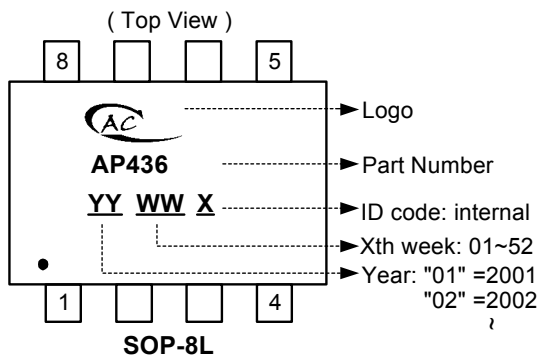 ( Top View )
8 5
AC
Logo
AP436
Part Number
YY WW X
ID code: internal
Xth week: 01~52
Year: "01" =2001
"02" =2002
~
1 4
SOP-8L